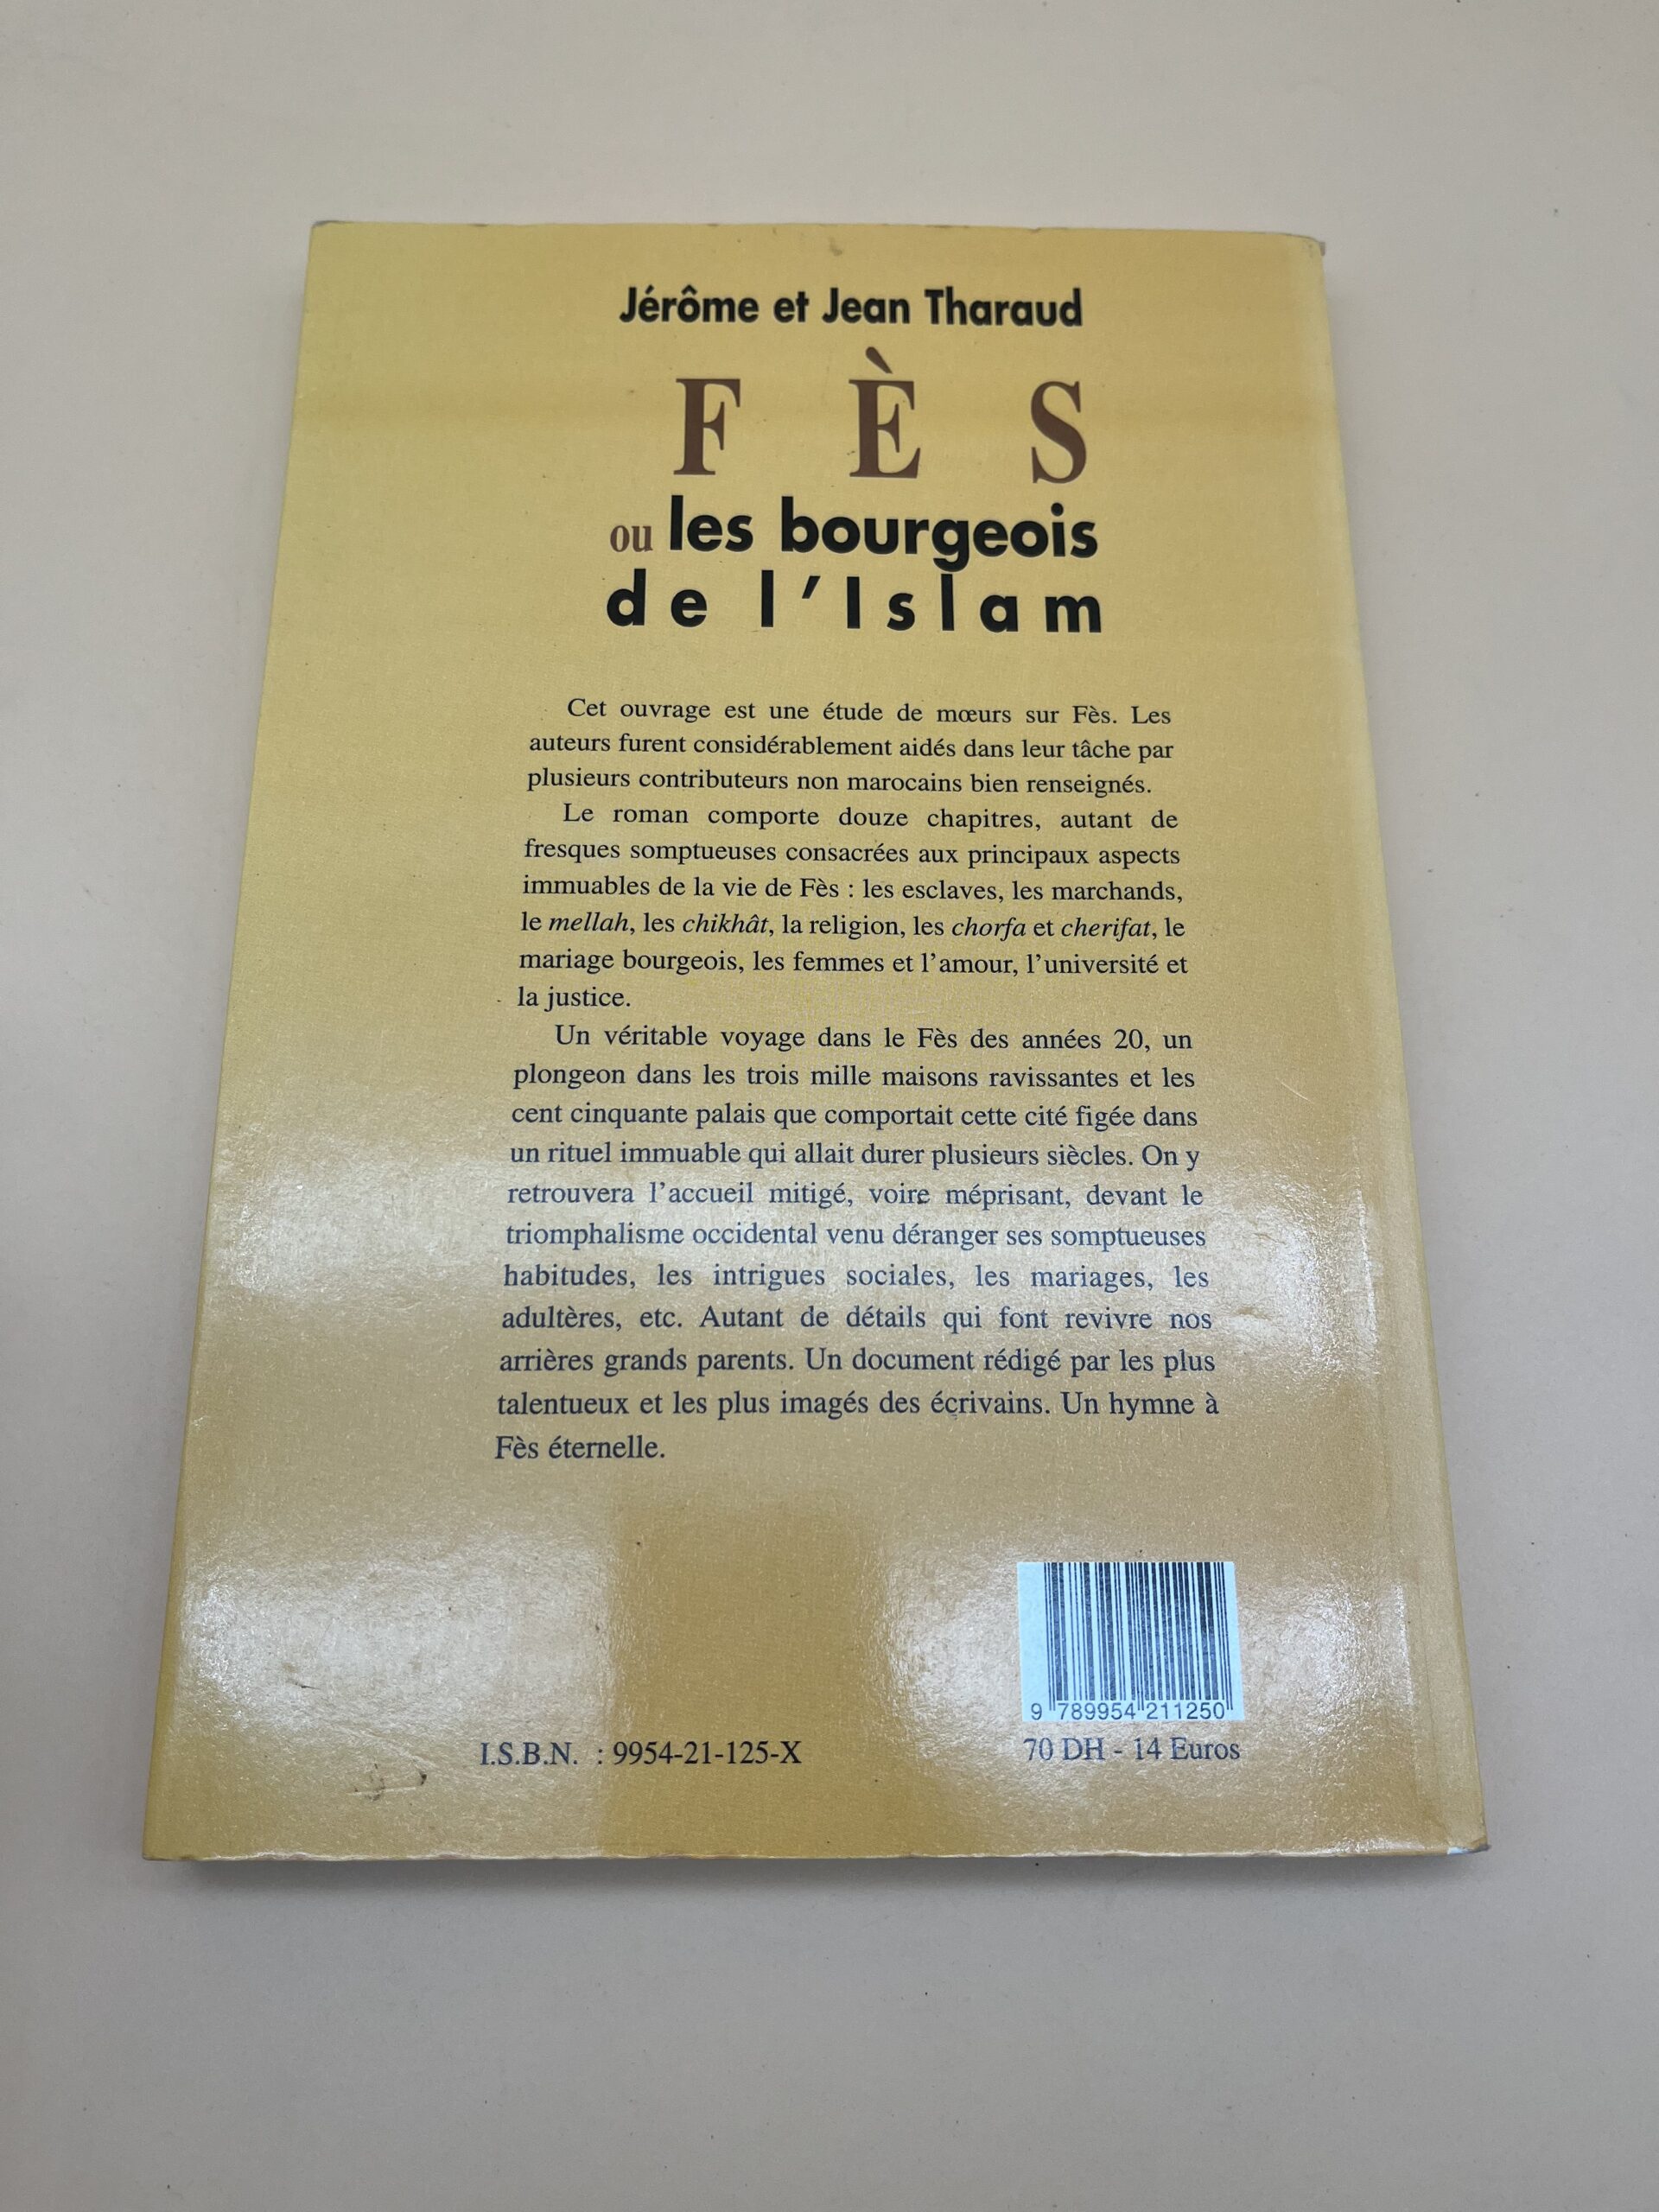 Jérôme et Jean Tharaud
FÈS
ou les bourgeois
de l'Islam
Cet ouvrage est une étude de mœurs sur Fès. Les
auteurs furent considérablement aidés dans leur tâche par
plusieurs contributeurs non marocains bien renseignés.
Le roman comporte douze chapitres, autant de
fresques somptueuses consacrées aux principaux aspects
immuables de la vie de Fès : les esclaves, les marchands,
le mellah, les chikhât, la religion, les chorfa et cherifat, le
mariage bourgeois, les femmes et l'amour, l'université et
la justice.
Un véritable voyage dans le Fès des années 20, un
plongeon dans les trois mille maisons ravissantes et les
cent cinquante palais que comportait cette cité figée dans
un rituel immuable qui allait durer plusieurs siècles. On y
retrouvera l'accueil mitigé, voire méprisant, devant le
triomphalisme occidental venu déranger ses somptueuses
habitudes, les intrigues sociales, les mariages, les
adultères, etc. Autant de détails qui font revivre nos
arrières grands parents. Un document rédigé par les plus
talentueux et les plus imagés des écrivains. Un hymne à
Fès éternelle.
9 789954 211250
I.S.B.N. : 9954-21-125-X
70 DH - 14 Euros